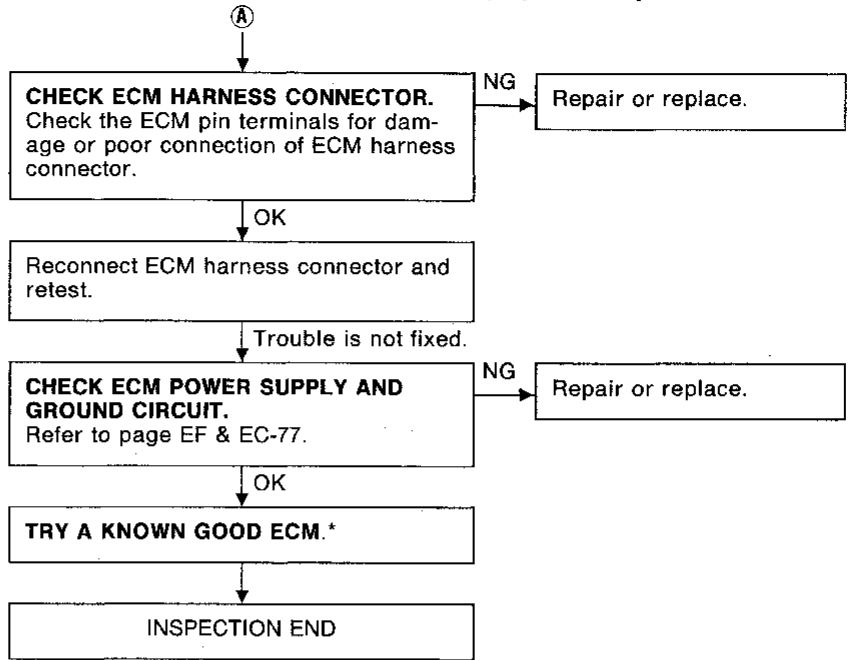 Ⓐ
CHECK ECM HARNESS CONNECTOR.
Check the ECM pin terminals for dam-
age or poor connection of ECM harness
connector.
NG
Repair or replace.
OK
Reconnect ECM harness connector and
retest.
Trouble is not fixed.
CHECK ECM POWER SUPPLY AND
GROUND CIRCUIT.
Refer to page EF & EC-77.
NG
Repair or replace.
OK
TRY A KNOWN GOOD ECM.*
INSPECTION END